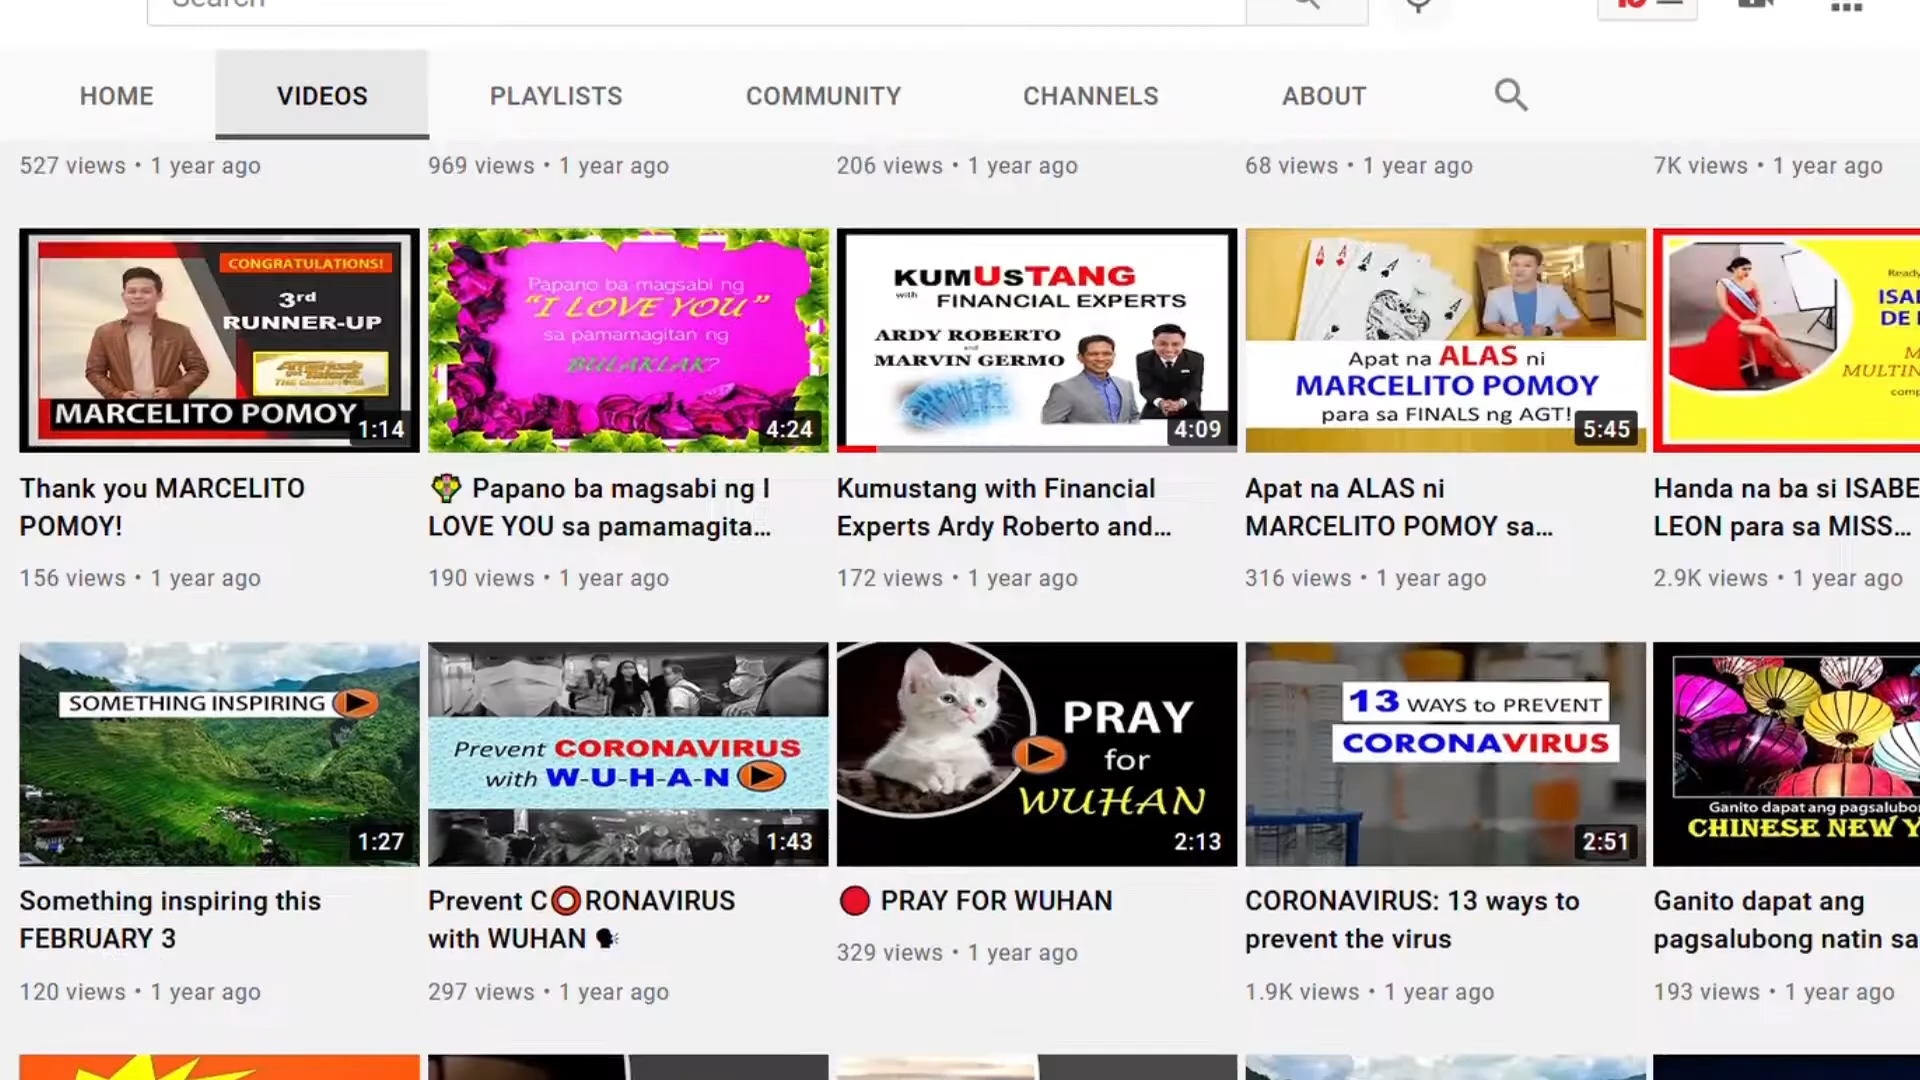 Search
HOME
VIDEOS
PLAYLISTS
COMMUNITY
CHANNELS
ABOUT
527 views • 1 year ago
969 views • 1 year ago
206 views • 1 year ago
68 views • 1 year ago
7K views • 1 year ago
CONGRATULATIONS!
3rd
RUNNER-UP
MARCELITO POMOY
1:14
Papano ba magsabi ng
"I LOVE YOU"
sa pamamagitan ng
BULAKLAK?
4:24
KUMUSTANG
with FINANCIAL EXPERTS
ARDY ROBERTO
and
MARVIN GERMO
4:09
Apat na ALAS ni
MARCELITO POMOY
para sa FINALS ng AGT!
5:45
Ready
ISA
DE
M
MULTIN
comp
Thank you MARCELITO
POMOY!
156 views • 1 year ago
Papano ba magsabi ng I
LOVE YOU sa pamamagita...
190 views • 1 year ago
Kumustang with Financial
Experts Ardy Roberto and...
172 views • 1 year ago
Apat na ALAS ni
MARCELITO POMOY sa...
316 views • 1 year ago
Handa na ba si ISABE
LEON para sa MISS...
2.9K views • 1 year ago
SOMETHING INSPIRING
1:27
Prevent CORONAVIRUS
with W-U-H-A-N
1:43
PRAY
for
WUHAN
2:13
13 WAYS to PREVENT
CORONAVIRUS
2:51
Ganito dapat ang pagsalubo
CHINESE NEW Y
Something inspiring this
FEBRUARY 3
120 views • 1 year ago
Prevent C⭕RONAVIRUS
with WUHAN 🗣
297 views • 1 year ago
🔴 PRAY FOR WUHAN
329 views • 1 year ago
CORONAVIRUS: 13 ways to
prevent the virus
1.9K views • 1 year ago
Ganito dapat ang
pagsalubong natin sa
193 views • 1 year ago